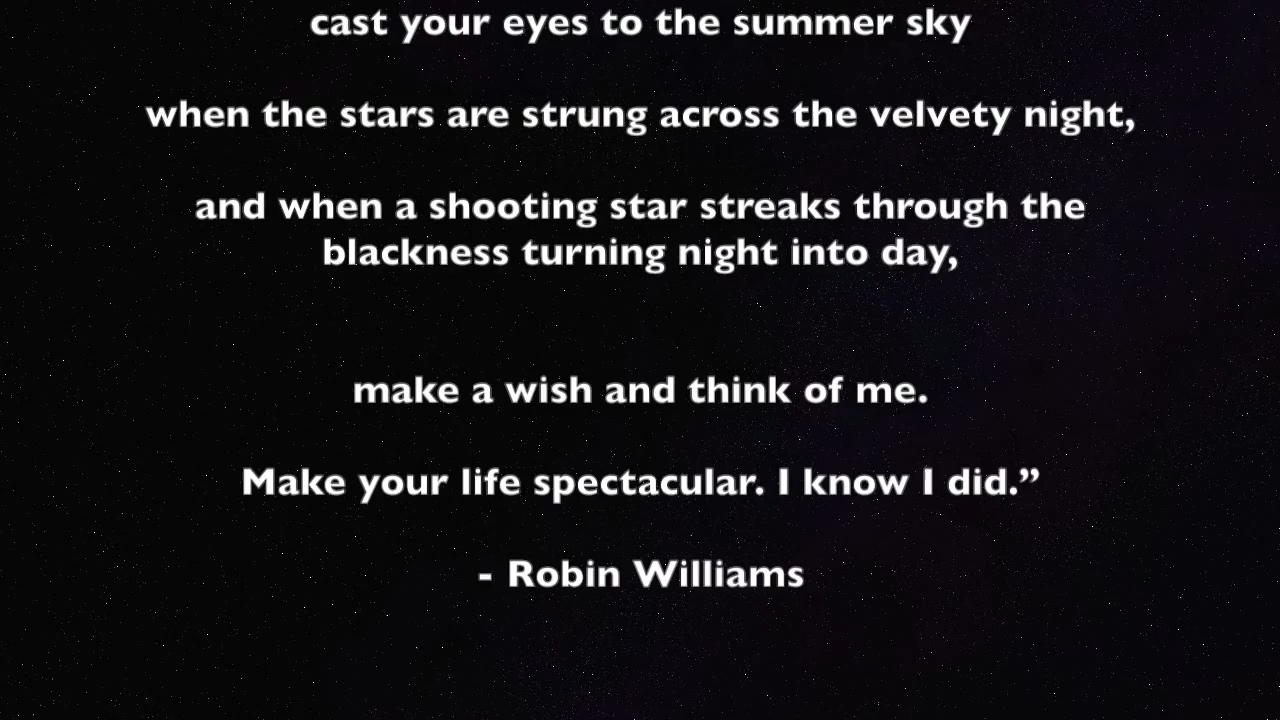 cast your eyes to the summer sky
when the stars are strung across the velvety night,
and when a shooting star streaks through the
blackness turning night into day,
make a wish and think of me.
Make your life spectacular. I know I did.”
- Robin Williams